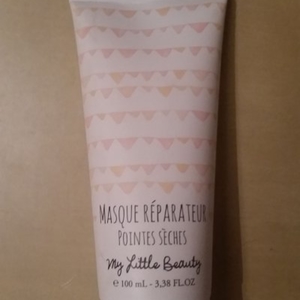 MASQUE RÉPARATEUR
POINTES SÈCHES
My Little Beauty
e 100 mL - 3,38 FL.OZ